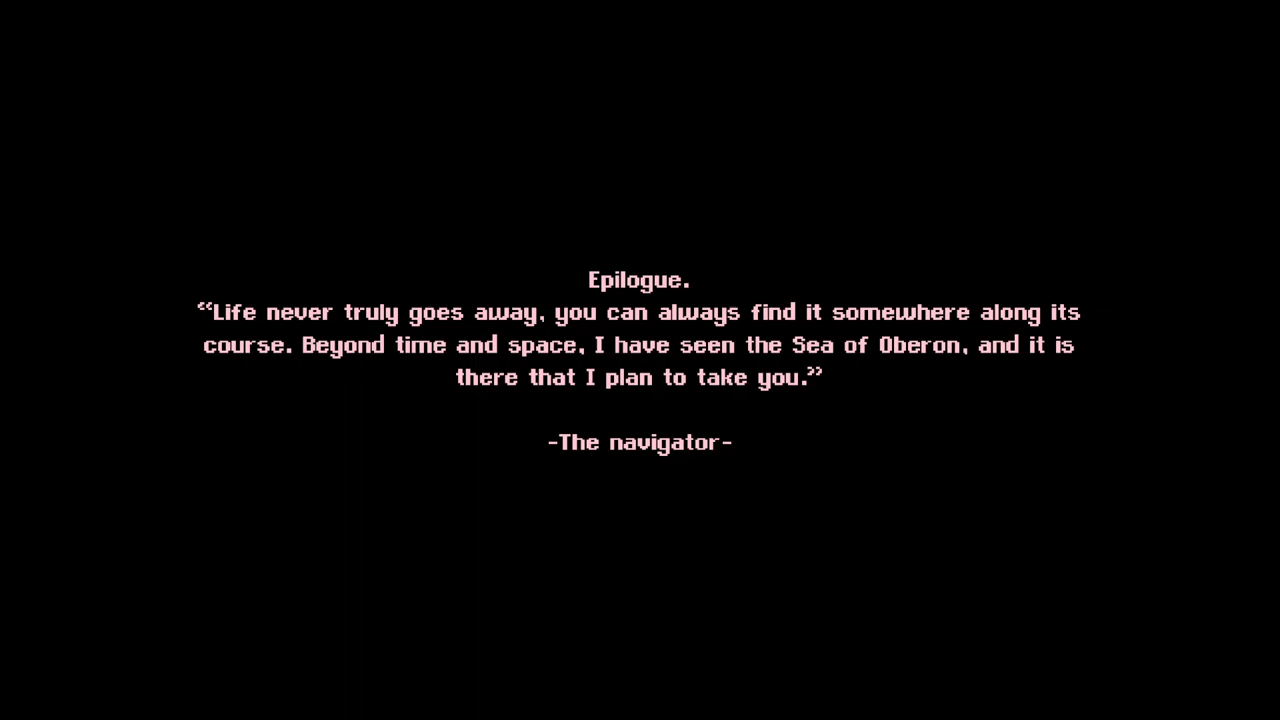 Epilogue.
“Life never truly goes away, you can always find it somewhere along its
course. Beyond time and space, I have seen the Sea of Oberon, and it is
there that I plan to take you.”
-The navigator-